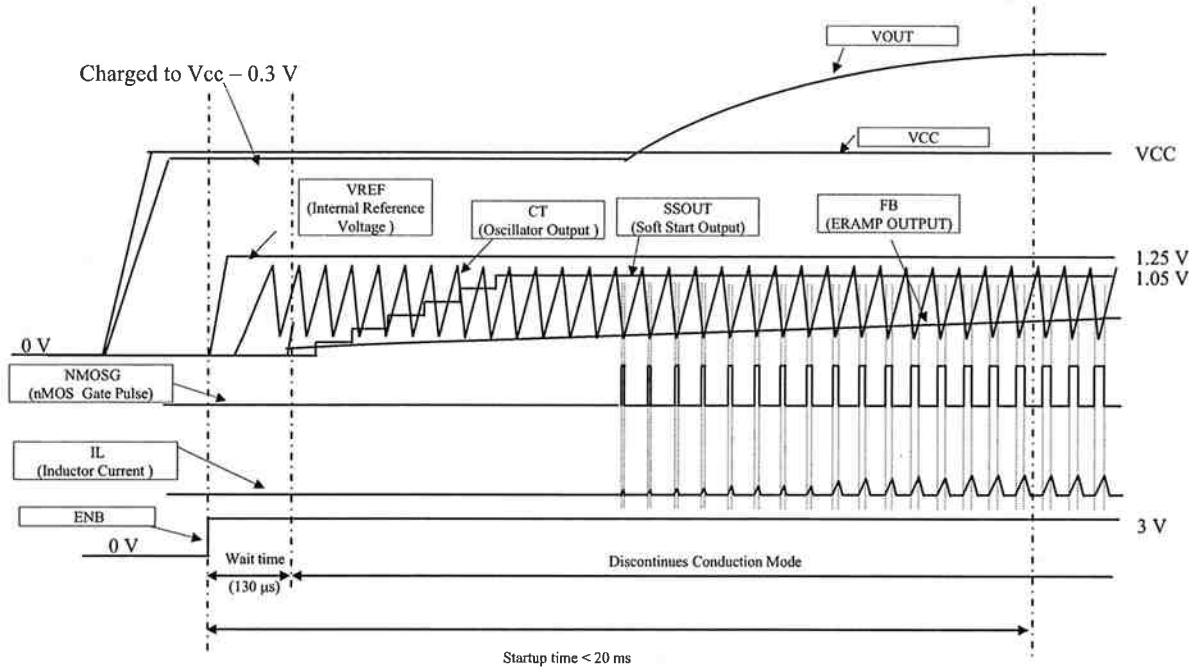 VOUT
Charged to Vcc – 0.3 V
VCC
VCC
VREF
(Internal Reference
Voltage )
CT
(Oscillator Output )
SSOUT
(Soft Start Output)
FB
(ERAMP OUTPUT)
1.25 V
1.05 V
0 V
NMOSG
(nMOS Gate Pulse)
IL
(Inductor Current )
ENB
0 V
3 V
Wait time
(130 µs)
Discontinues Conduction Mode
Startup time < 20 ms